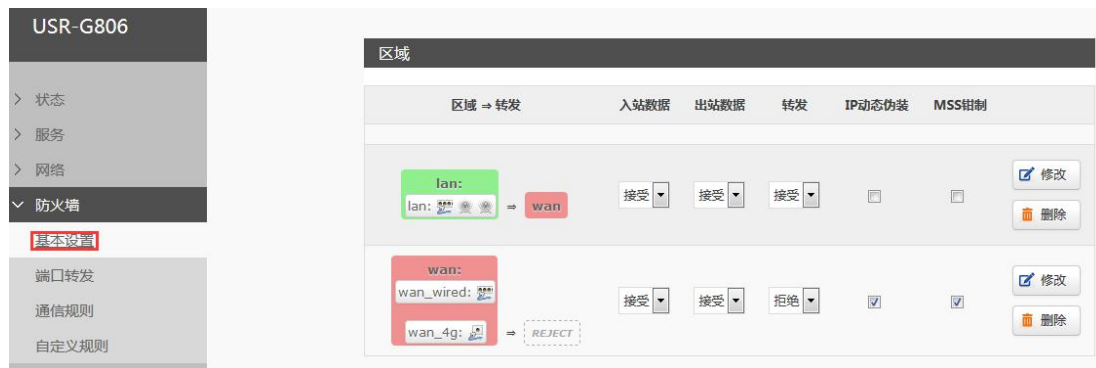 USR-G806
状态
服务
网络
防火墙
基本设置
端口转发
通信规则
自定义规则
区域
区域 ⇒ 转发 入站数据 出站数据 转发 IP动态伪装 MSS钳制
lan:
lan: ⇒ wan 接受 接受 接受 修改
删除
wan:
wan_wired:
wan_4g: ⇒ REJECT 接受 接受 拒绝 修改
删除